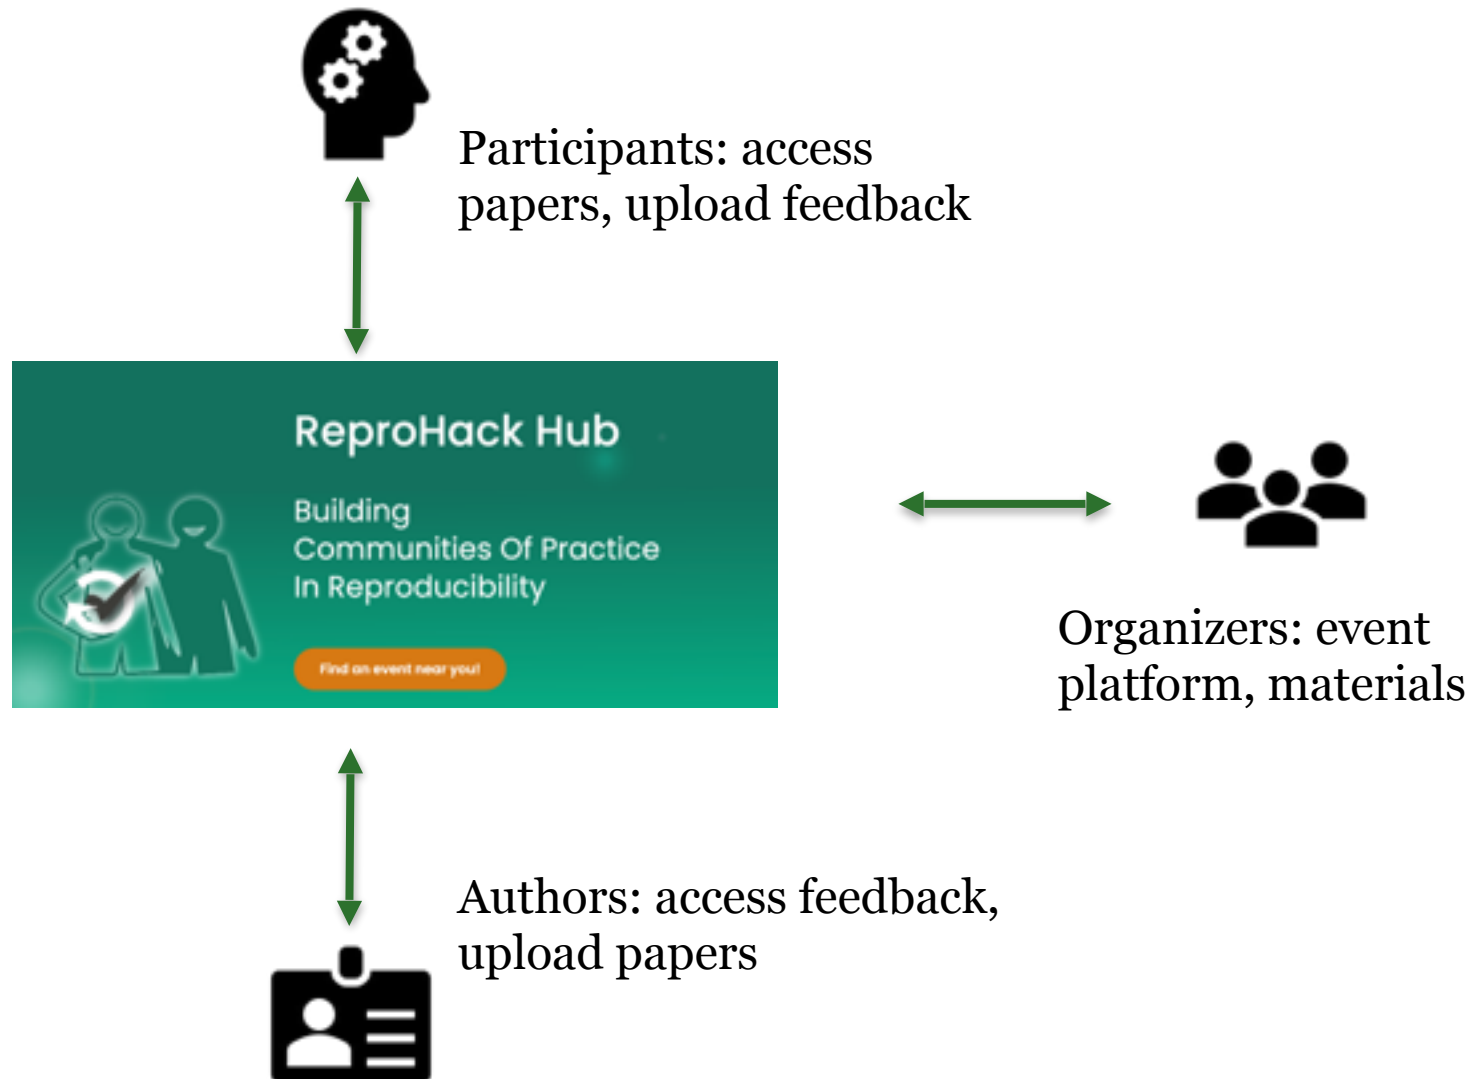 Participants: access
papers, upload feedback
ReproHack Hub
Building
Communities Of Practice
In Reproducibility
Find an event near you!
Organizers: event
platform, materials
Authors: access feedback,
upload papers